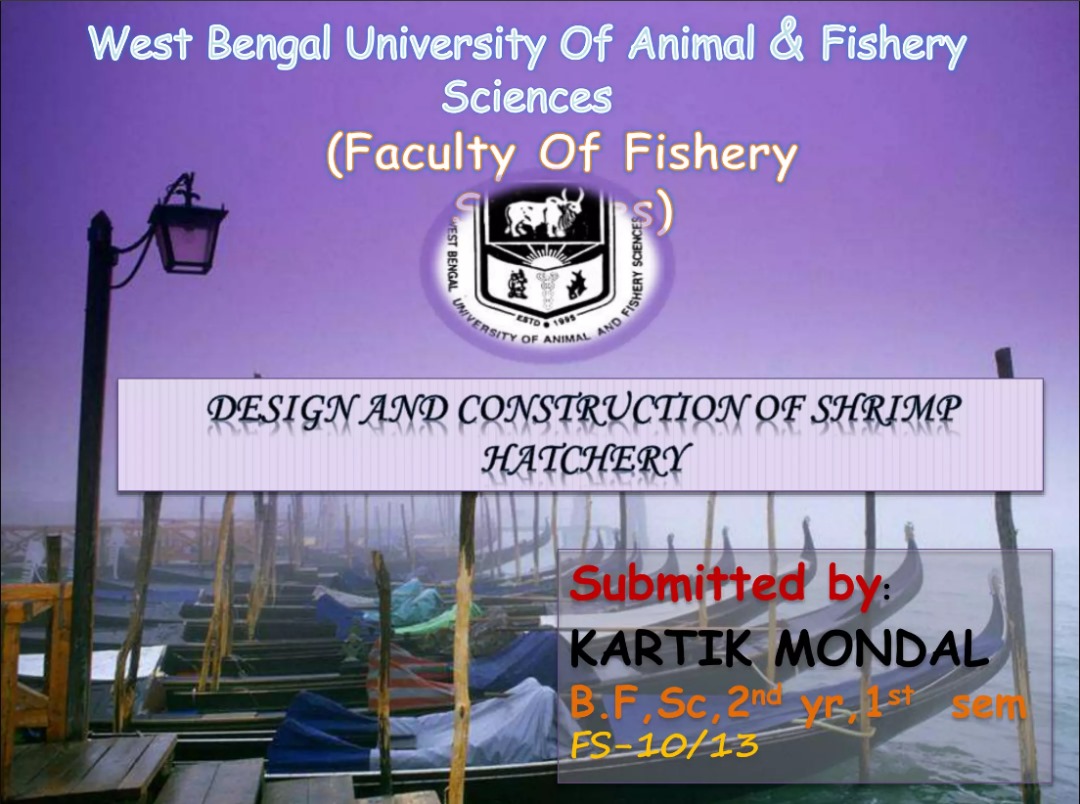 West Bengal University Of Animal & Fishery
Sciences
(Faculty Of Fishery
WEST BENGAL UNIVERSITY OF ANIMAL AND FISHERY SCIENCES
ESTD 1995
DESIGN AND CONSTRUCTION OF SHRIMP
HATCHERY
Submitted by:
KARTIK MONDAL
B.F,Sc,2nd yr,1st sem
FS-10/13